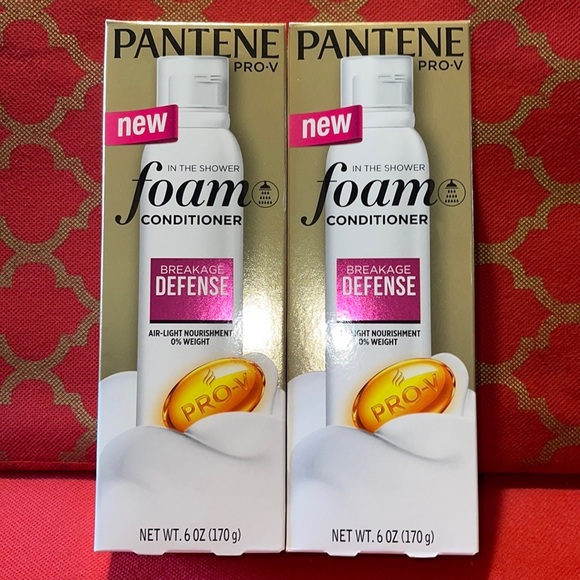 PANTENE
PRO-V
new
IN THE SHOWER
foam
CONDITIONER
BREAKAGE
DEFENSE
AIR-LIGHT NOURISHMENT
0% WEIGHT
PRO-V
NET WT. 6 OZ (170 g)
PANTENE
PRO-V
new
IN THE SHOWER
foam
CONDITIONER
BREAKAGE
DEFENSE
LIGHT NOURISHMENT
0% WEIGHT
PRO-V
NET WT. 6 OZ (170 g)